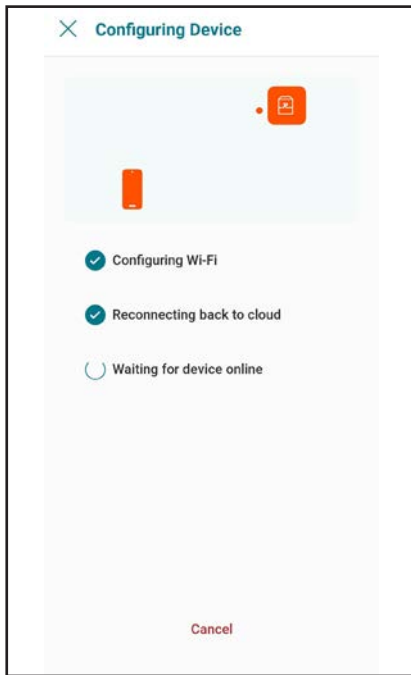 Configuring Device
Configuring Wi-Fi
Reconnecting back to cloud
Waiting for device online
Cancel